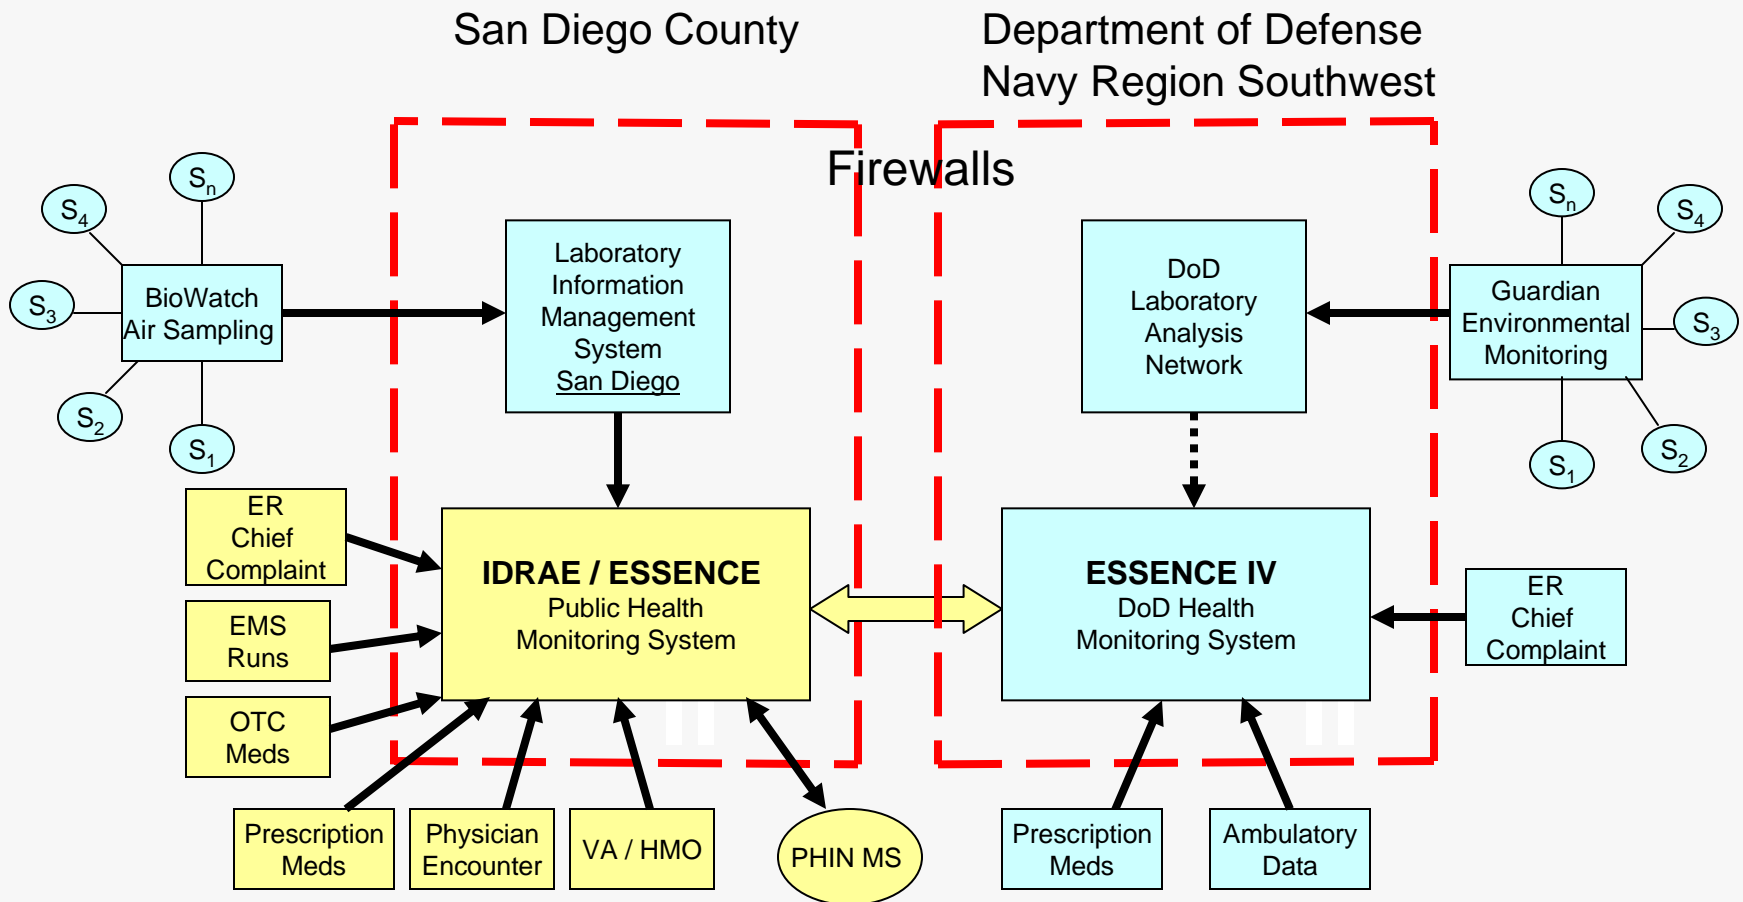 San Diego County
Department of Defense
Navy Region Southwest
Firewalls
Sn
S4
S3
S2
S1
BioWatch
Air Sampling
Laboratory
Information
Management
System
San Diego
DoD
Laboratory
Analysis
Network
Sn
S4
S3
S2
S1
Guardian
Environmental
Monitoring
ER
Chief
Complaint
EMS
Runs
OTC
Meds
IDRAE / ESSENCE
Public Health
Monitoring System
ESSENCE IV
DoD Health
Monitoring System
ER
Chief
Complaint
Prescription
Meds
Physician
Encounter
VA / HMO
PHIN MS
Prescription
Meds
Ambulatory
Data